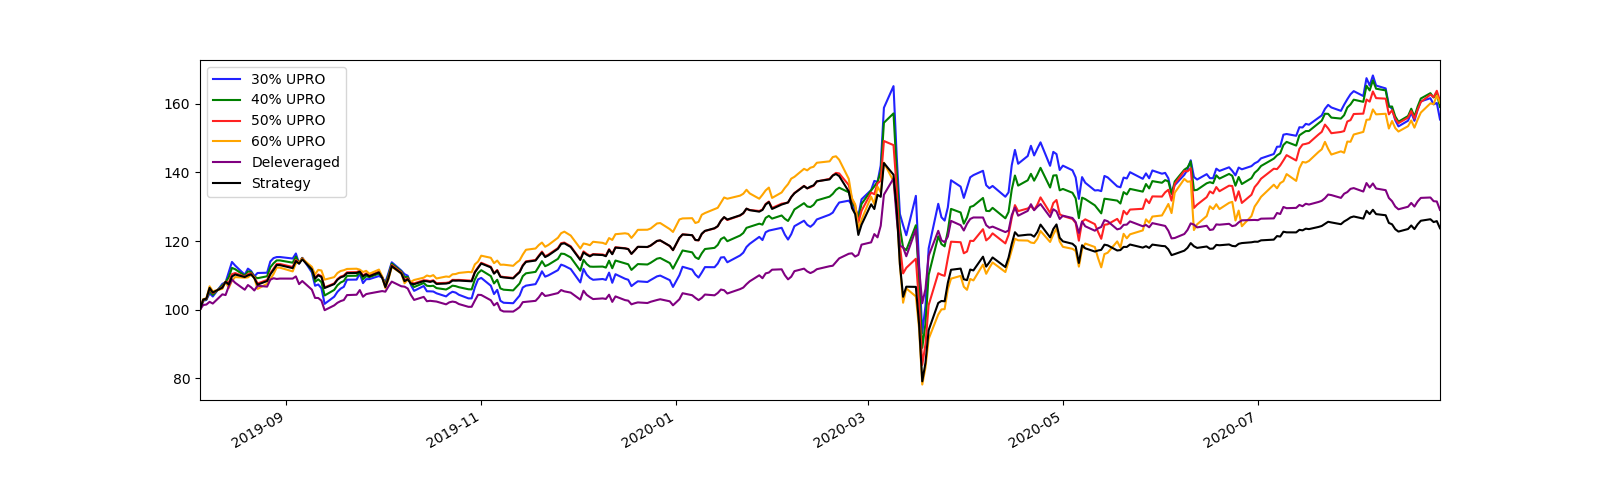 30% UPRO
40% UPRO
50% UPRO
60% UPRO
Deleveraged
Strategy
160
140
120
100
80
2019-09
2019-11
2020-01
2020-03
2020-05
2020-07